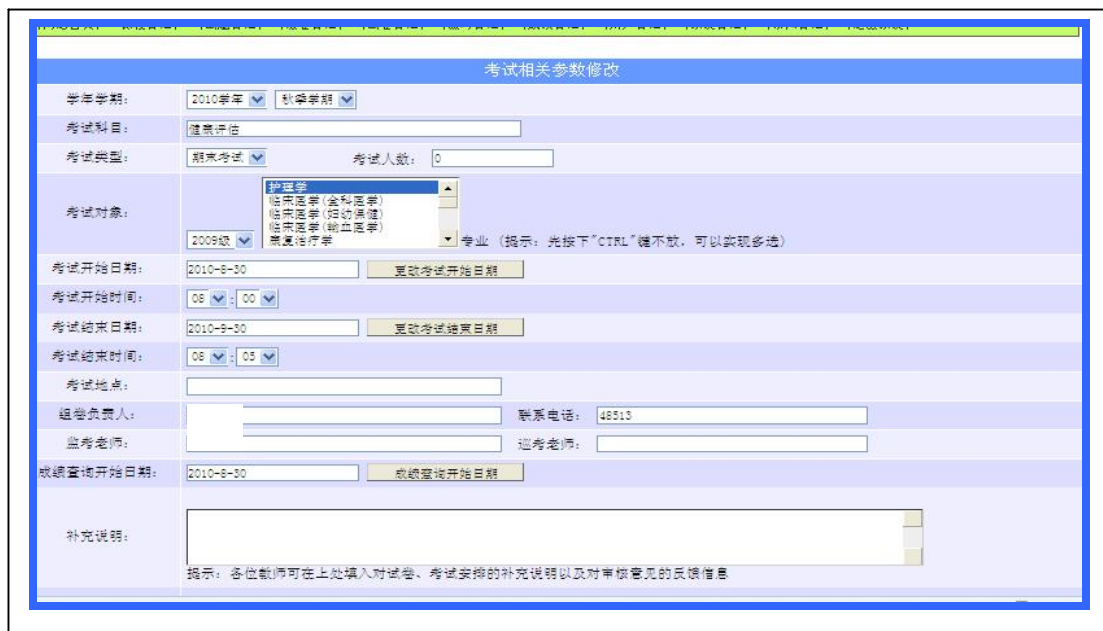 考试相关参数修改
学年学期： 2010学年 秋季学期
考试科目： 健康评估
考试类型： 期末考试 考试人数： 0
护理学
临床医学(全科医学)
临床医学(妇幼保健)
临床医学(输血医学)
康复治疗学
考试对象： 2009级 专业 (提示：先按下"CTRL"键不放，可以实现多选)
考试开始日期： 2010-8-30 更改考试开始日期
考试开始时间： 08 : 00
考试结束日期： 2010-9-30 更改考试结束日期
考试结束时间： 08 : 05
考试地点：
组卷负责人： 联系电话： 48513
监考老师： 巡考老师：
成绩查询开始日期： 2010-8-30 成绩查询开始日期
补充说明：
提示：各位教师可在上处填入对试卷、考试安排的补充说明以及对审核意见的反馈信息